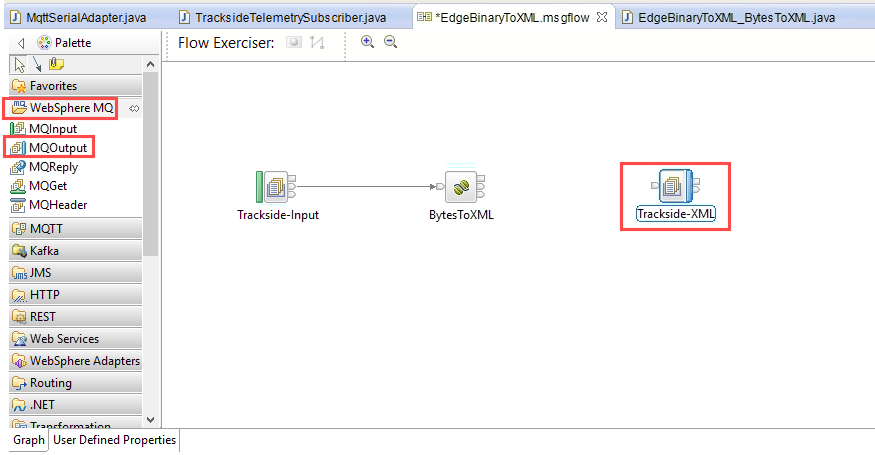 MqttSerialAdapter.java
TracksideTelemetrySubscriber.java
*EdgeBinaryToXML.msgflow
EdgeBinaryToXML_BytesToXML.java
Palette
Flow Exerciser:
Favorites
WebSphere MQ
MQInput
MQOutput
MQReply
MQGet
MQHeader
MQTT
Kafka
JMS
HTTP
REST
Web Services
WebSphere Adapters
Routing
.NET
Transformation
Trackside-Input
BytesToXML
Trackside-XML
Graph
User Defined Properties